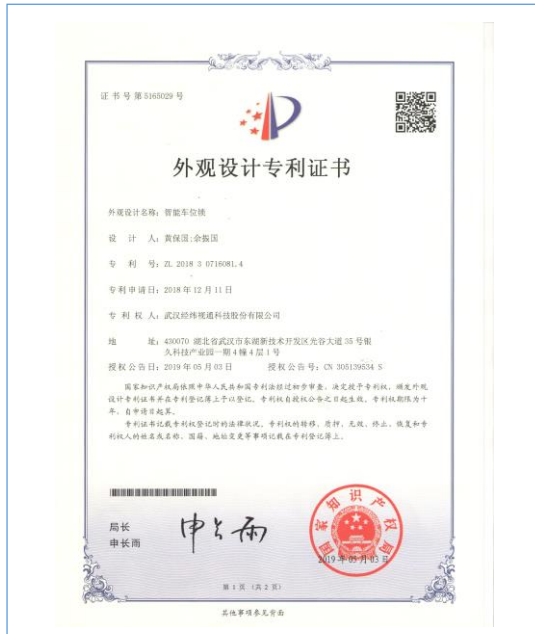 证书号第5165029号
外观设计专利证书
外观设计名称：智能车位锁
设 计 人：黄保国;余振国
专 利 号：ZL 2018 3 0716081.4
专利申请日：2018年12月11日
专 利 权 人：武汉经纬视通科技股份有限公司
地 址：430070 湖北省武汉市东湖新技术开发区光谷大道35号银
久科技产业园一期4幢4层1号
授权公告日：2019年05月03日 授权公告号：CN 305139534 S
国家知识产权局依照中华人民共和国专利法经过初步审查，决定授予专利权，颁发外观
设计专利证书并在专利登记簿上予以登记。专利权自授权公告之日起生效。专利权期限为十
年，自申请日起算。
专利证书记载专利权登记时的法律状况。专利权的转移、质押、无效、终止、恢复和专
利权人的姓名或名称、国籍、地址变更等事项记载在专利登记簿上。
局长
申长雨
申长雨
国家知识产权局
2019年05月03日
第 1 页 （共 2 页）
其他事项参见背面